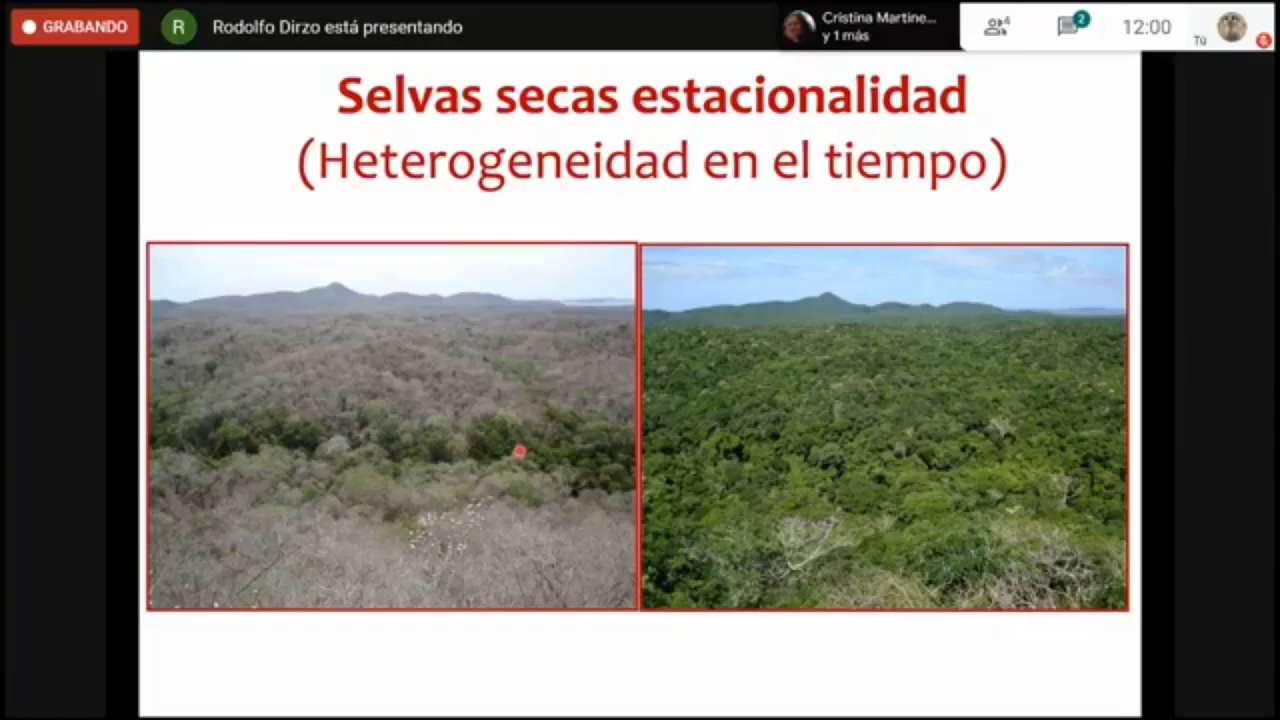 GRABANDO
R
Rodolfo Dirzo está presentando
Cristina Martine...
y 1 más
4
2
12:00
Tú
Selvas secas estacionalidad
(Heterogeneidad en el tiempo)